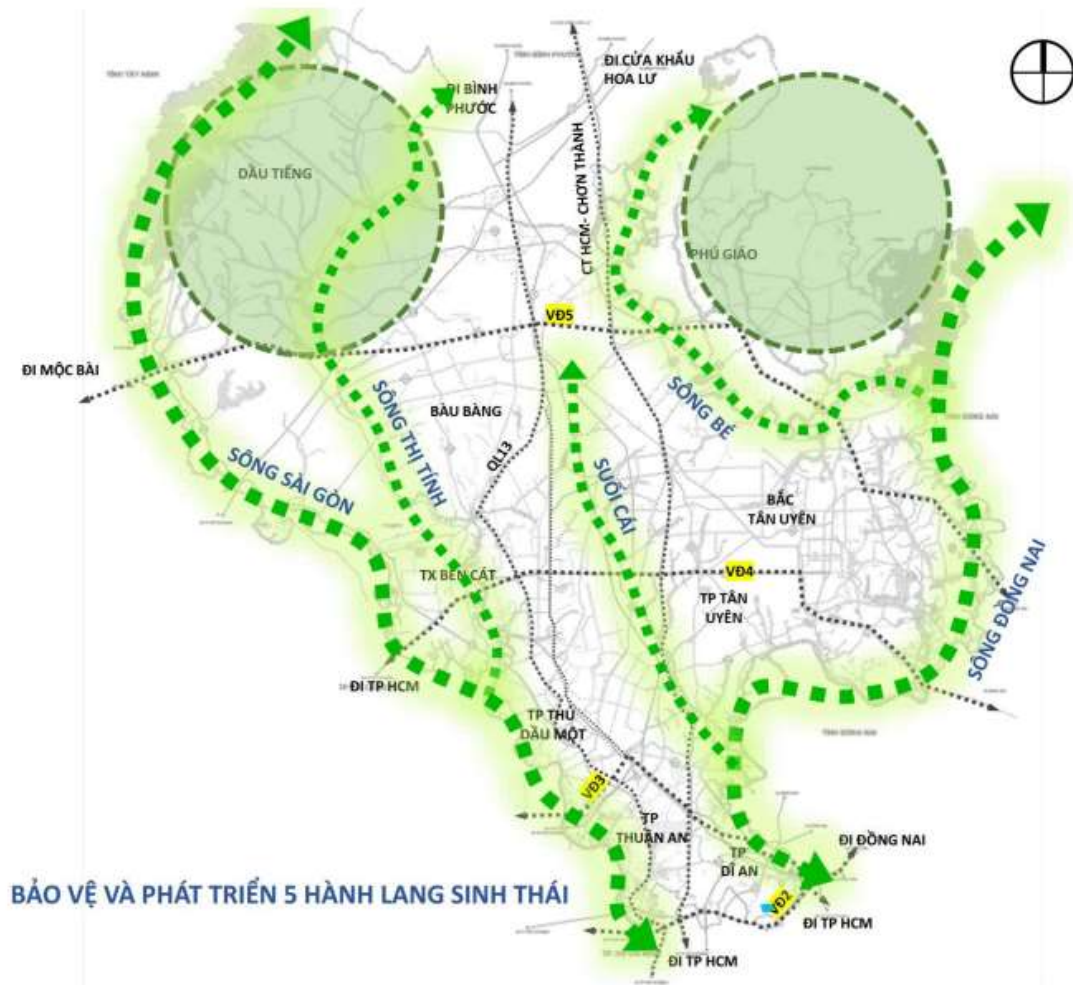 ĐI CỬA KHẨU
HOA LƯ
ĐI BÌNH
PHƯỚC
DẦU TIẾNG
CT HCM- CHƠN THÀNH
PHÚ GIÁO
VĐ5
ĐI MỘC BÀI
BÀU BÀNG
SÔNG THỊ TÍNH
SÔNG BÉ
QL13
SÔNG SÀI GÒN
SUỐI CÁI
BẮC
TÂN UYÊN
TX BẾN CÁT
VĐ4
TP TÂN
UYÊN
SÔNG ĐỒNG NAI
ĐI TP HCM
TP THỦ
DẦU MỘT
VĐ3
TP
THUẬN AN
TP
DĨ AN
ĐI ĐỒNG NAI
BẢO VỆ VÀ PHÁT TRIỂN 5 HÀNH LANG SINH THÁI
VĐ2
ĐI TP HCM
ĐI TP HCM